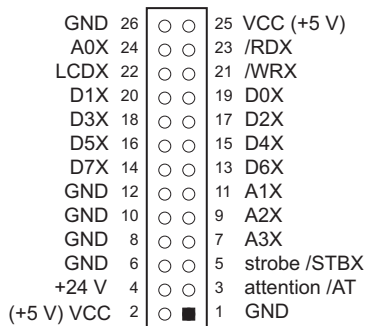 GND 26 25 VCC (+5 V)
A0X 24 23 /RDX
LCDX 22 21 /WRX
D1X 20 19 D0X
D3X 18 17 D2X
D5X 16 15 D4X
D7X 14 13 D6X
GND 12 11 A1X
GND 10 9 A2X
GND 8 7 A3X
GND 6 5 strobe /STBX
+24 V 4 3 attention /AT
(+5 V) VCC 2 1 GND